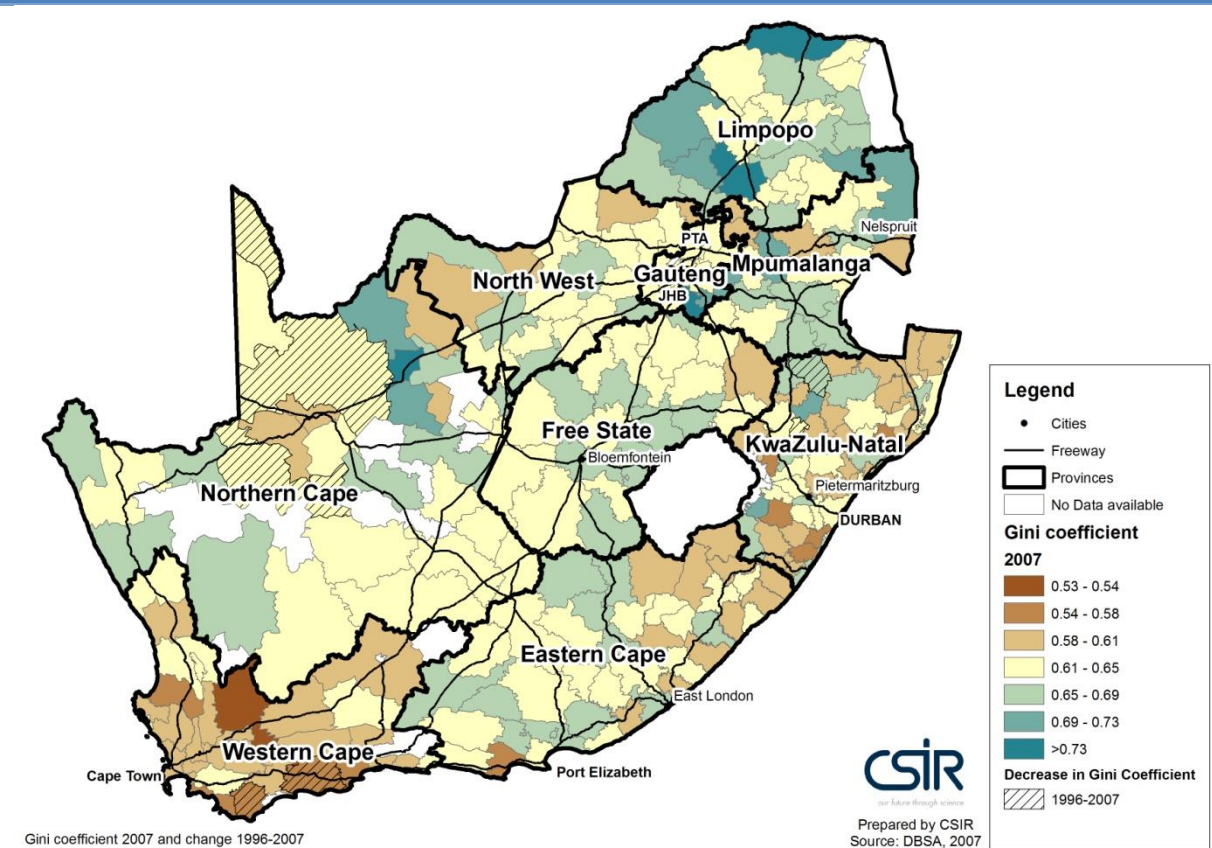 Limpopo
Nelspruit
PTA
North West
Gauteng
Mpumalanga
JHB
Free State
KwaZulu-Natal
Bloemfontein
Northern Cape
Pietermaritzburg
DURBAN
Eastern Cape
East London
Western Cape
Cape Town
Port Elizabeth
Legend
Cities
Freeway
Provinces
No Data available
Gini coefficient
2007
0.53 - 0.54
0.54 - 0.58
0.58 - 0.61
0.61 - 0.65
0.65 - 0.69
0.69 - 0.73
>0.73
Decrease in Gini Coefficient
1996-2007
CSIR
our future through science
Prepared by CSIR
Source: DBSA, 2007
Gini coefficient 2007 and change 1996-2007